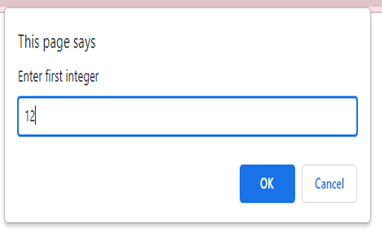 This page says
Enter first integer
12
OK Cancel